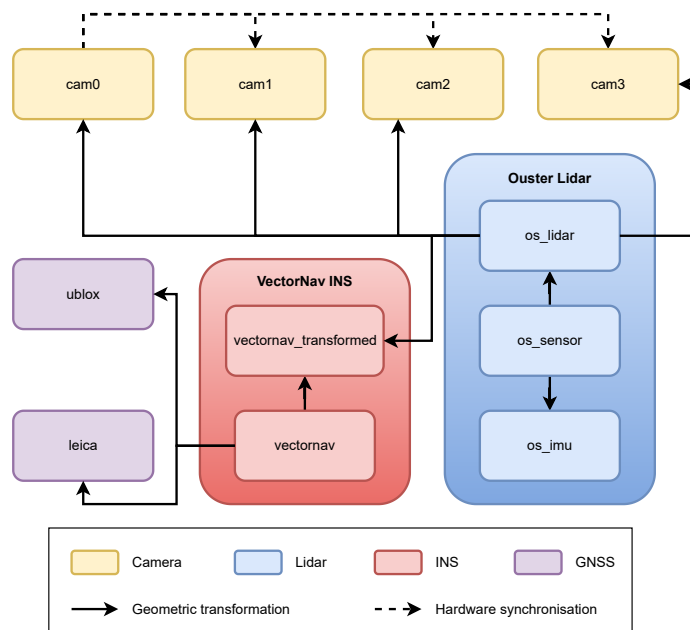 cam0
cam1
cam2
cam3
Ouster Lidar
os_lidar
ublox
VectorNav INS
vectornav_transformed
os_sensor
leica
vectornav
os_imu
Camera
Lidar
INS
GNSS
Geometric transformation
Hardware synchronisation